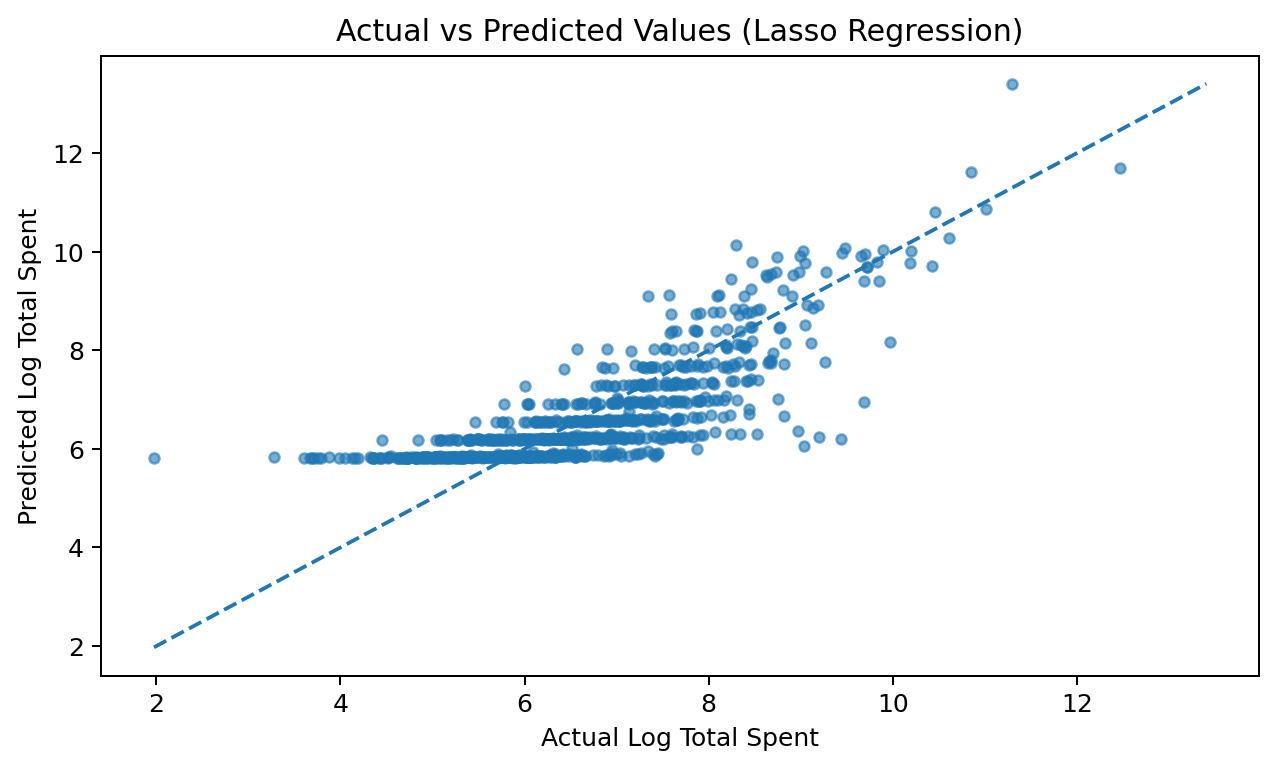 Actual vs Predicted Values (Lasso Regression)
Predicted Log Total Spent
12
10
8
6
4
2
2 4 6 8 10 12
Actual Log Total Spent